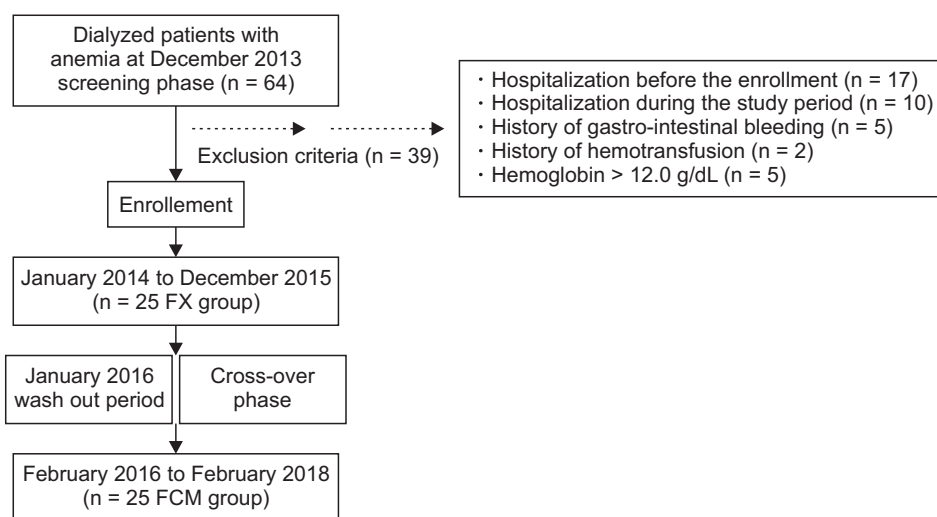 Dialyzed patients with
anemia at December 2013
screening phase (n = 64)
Exclusion criteria (n = 39)
· Hospitalization before the enrollment (n = 17)
· Hospitalization during the study period (n = 10)
· History of gastro-intestinal bleeding (n = 5)
· History of hemotransfusion (n = 2)
· Hemoglobin > 12.0 g/dL (n = 5)
Enrollement
January 2014 to December 2015
(n = 25 FX group)
January 2016
wash out period
Cross-over
phase
February 2016 to February 2018
(n = 25 FCM group)